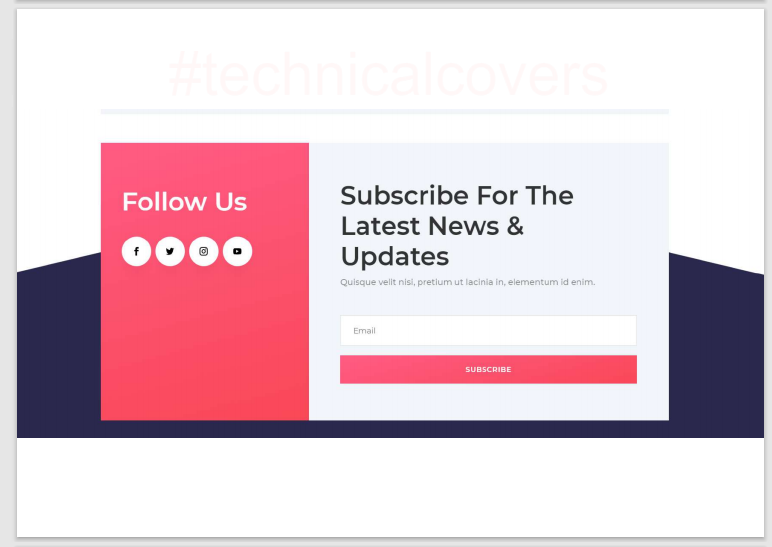 #technicalcovers
Follow Us
Subscribe For The
Latest News &
Updates
Quisque velit nisi, pretium ut lacinia in, elementum id enim.
Email
SUBSCRIBE